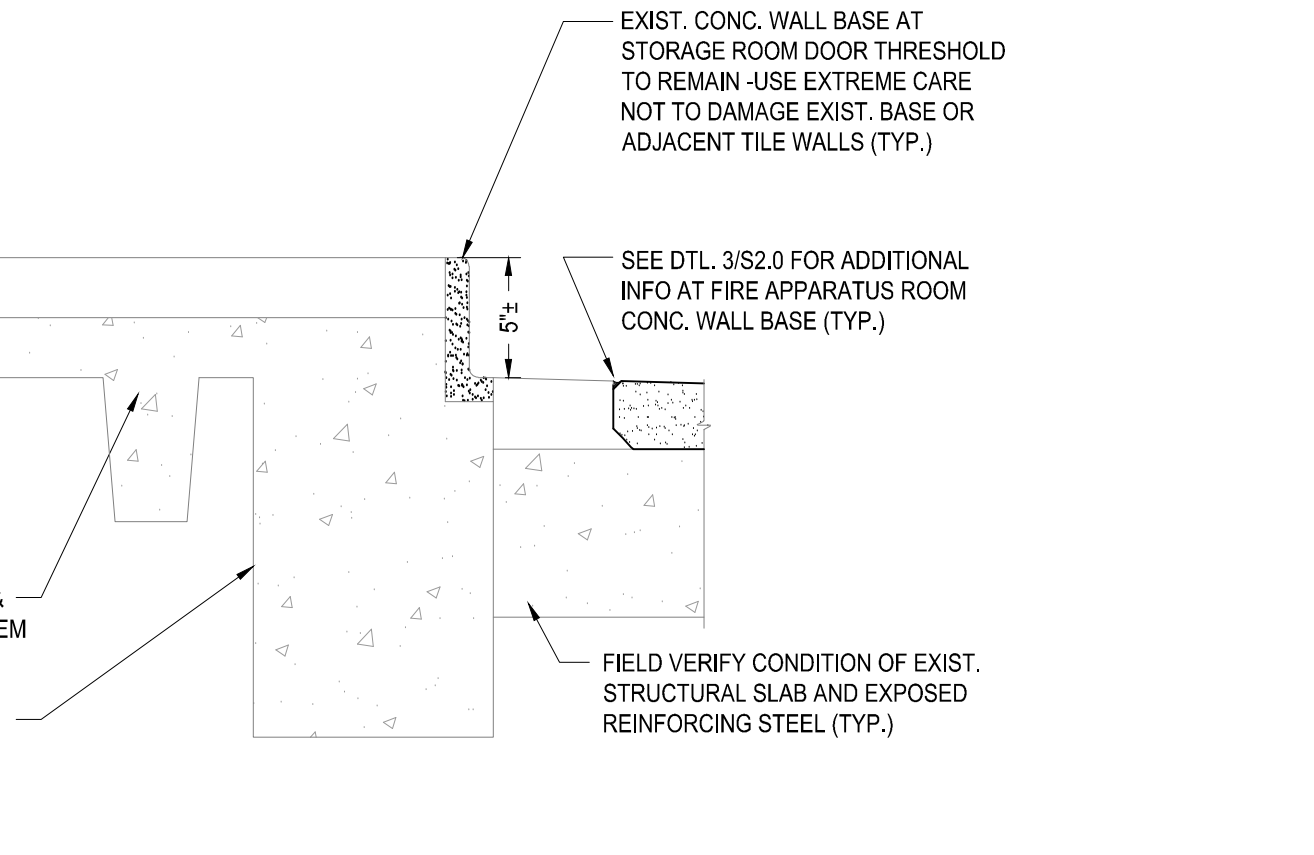 EXIST. CONC. WALL BASE AT
STORAGE ROOM DOOR THRESHOLD
TO REMAIN -USE EXTREME CARE
NOT TO DAMAGE EXIST. BASE OR
ADJACENT TILE WALLS (TYP.)
SEE DTL. 3/S2.0 FOR ADDITIONAL
INFO AT FIRE APPARATUS ROOM
CONC. WALL BASE (TYP.)
5"±
&
EM
FIELD VERIFY CONDITION OF EXIST.
STRUCTURAL SLAB AND EXPOSED
REINFORCING STEEL (TYP.)